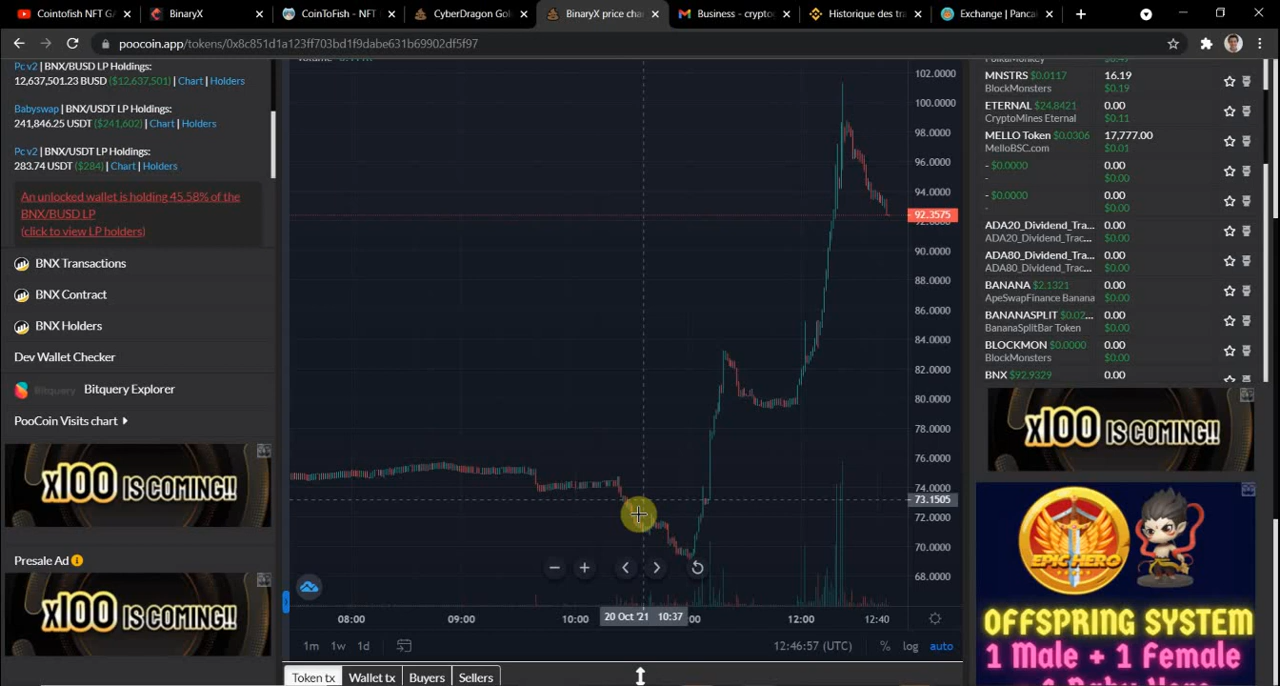 Cointofish NFT GA
BinaryX
CoinToFish - NFT
CyberDragon Gol
BinaryX price cha
Business - crypto
Historique des tr
Exchange | Panca
poocoin.app/tokens/0x8c851d1a123ff703bd1f9dabe631b69902df5f97
Pc v2 | BNX/BUSD LP Holdings:
12,637,501.23 BUSD ($12,637,501) | Chart | Holders
Babyswap | BNX/USDT LP Holdings:
241,846.25 USDT ($241,602) | Chart | Holders
Pc v2 | BNX/USDT LP Holdings:
283.74 USDT ($284) | Chart | Holders
An unlocked wallet is holding 45.58% of the
BNX/BUSD LP
(click to view LP holders)
BNX Transactions
BNX Contract
BNX Holders
Dev Wallet Checker
Bitquery Bitquery Explorer
PooCoin Visits chart
x100 IS COMING!!
Presale Ad
x100 IS COMING!!
102.0000
100.0000
98.0000
96.0000
94.0000
92.3575
92.0000
90.0000
88.0000
86.0000
84.0000
82.0000
80.0000
78.0000
76.0000
74.0000
73.1505
72.0000
70.0000
68.0000
08:00
09:00
10:00
20 Oct '21 10:37
:00
12:00
12:40
1m 1w 1d
12:46:57 (UTC)
% log auto
Token tx
Wallet tx
Buyers
Sellers
MNSTRS $0.0117 16.19
BlockMonsters $0.19
ETERNAL $24.8421 0.00
CryptoMines Eternal $0.11
MELLO Token $0.0306 17,777.00
MelloBSC.com $0.01
- $0.0000 0.00
- $0.00
- $0.0000 0.00
- $0.00
ADA20_Dividend_Tra... 0.00
ADA20_Dividend_Trac... $0.00
ADA80_Dividend_Tra... 0.00
ADA80_Dividend_Trac... $0.00
BANANA $2.1321 0.00
ApeSwapFinance Banana $0.00
BANANASPLIT $0.02... 0.00
BananaSplitBar Token $0.00
BLOCKMON $0.0000 0.00
BlockMonsters $0.00
BNX $92.9329 0.00
x100 IS COMING!!
EPIC HERO
OFFSPRING SYSTEM
1 Male + 1 Female